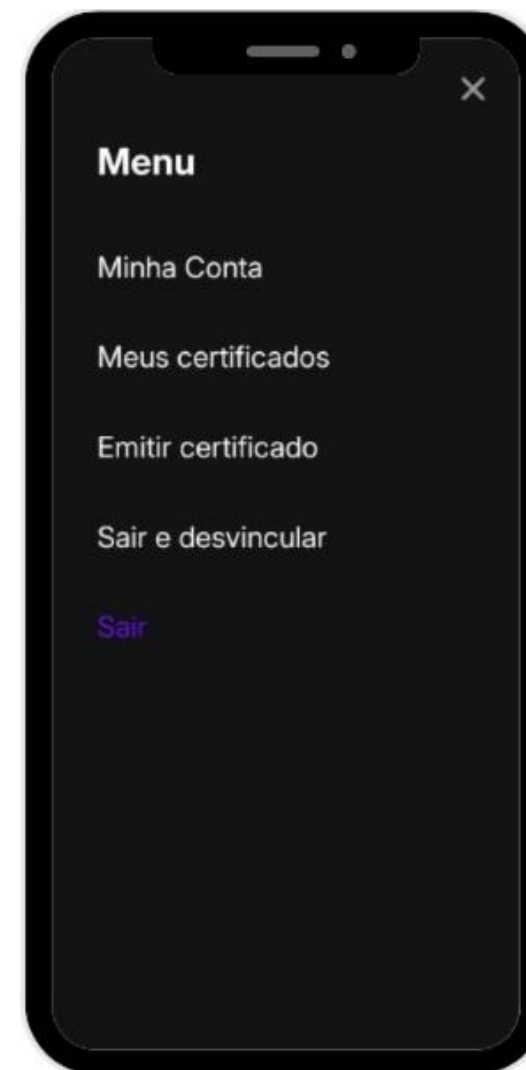 Menu
Minha Conta
Meus certificados
Emitir certificado
Sair e desvincular
Sair